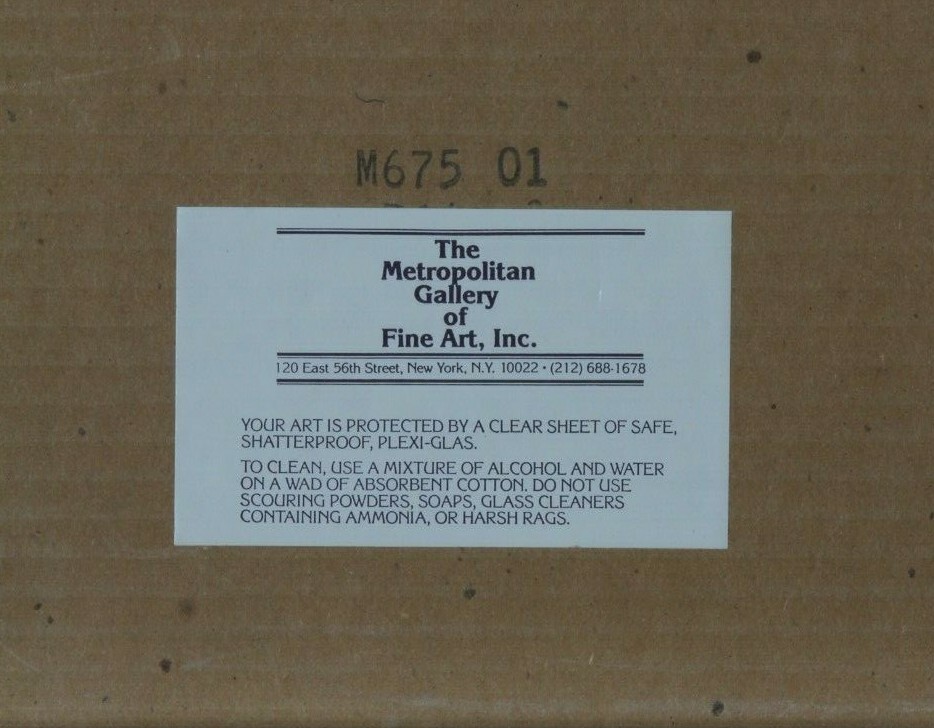 M675 01
The
Metropolitan
Gallery
of
Fine Art, Inc.
120 East 56th Street, New York, N.Y. 10022 • (212) 688-1678
YOUR ART IS PROTECTED BY A CLEAR SHEET OF SAFE,
SHATTERPROOF, PLEXI-GLAS.
TO CLEAN, USE A MIXTURE OF ALCOHOL AND WATER
ON A WAD OF ABSORBENT COTTON. DO NOT USE
SCOURING POWDERS, SOAPS, GLASS CLEANERS
CONTAINING AMMONIA, OR HARSH RAGS.